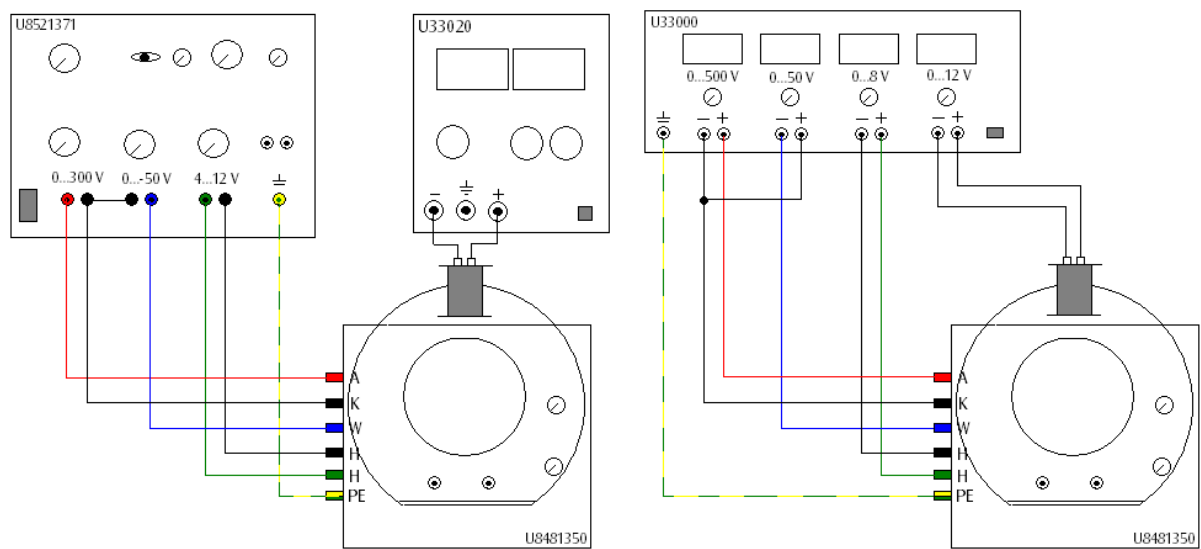 U8521371
0...300 V 0...-50 V 4...12 V
U33020
− +
A
K
W
H
H
PE
U8481350
U33000
0...500 V 0...50 V 0...8 V 0...12 V
− + − + − + − +
A
K
W
H
H
PE
U8481350